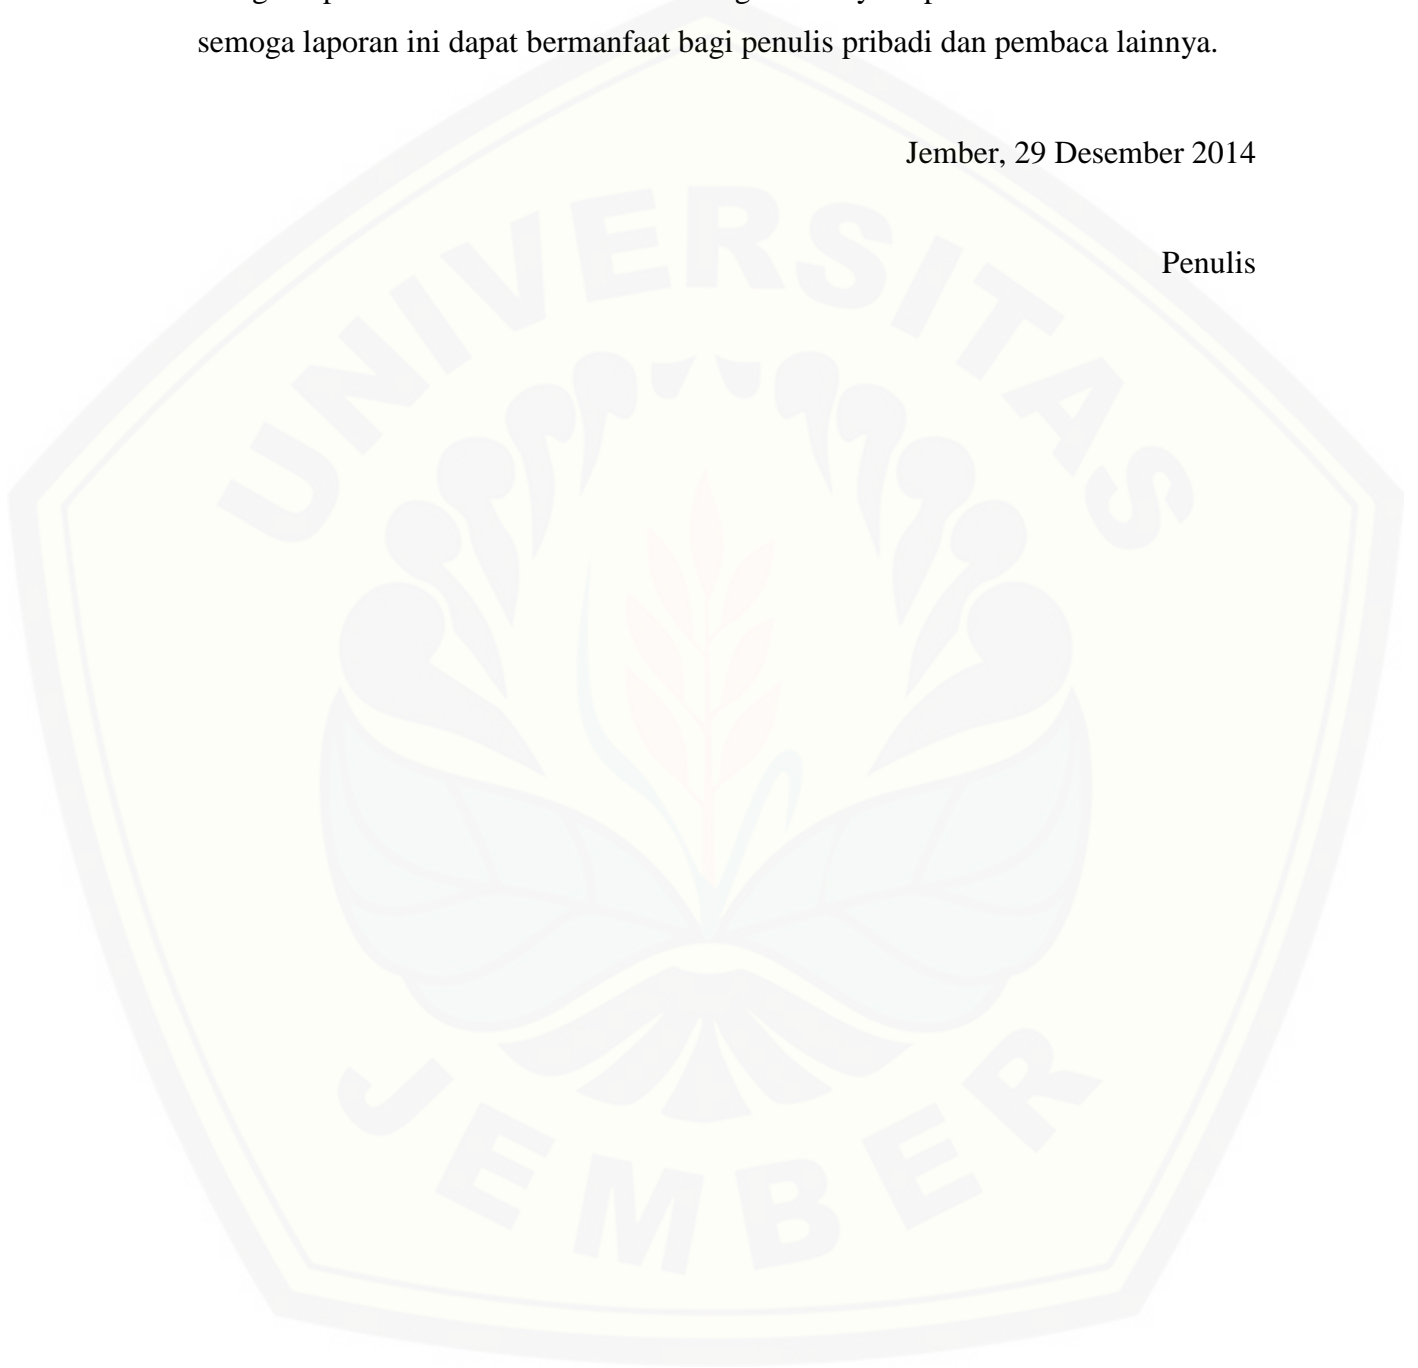 semoga laporan ini dapat bermanfaat bagi penulis pribadi dan pembaca lainnya.
Jember, 29 Desember 2014
Penulis
UNIVERSITAS
JEMBER